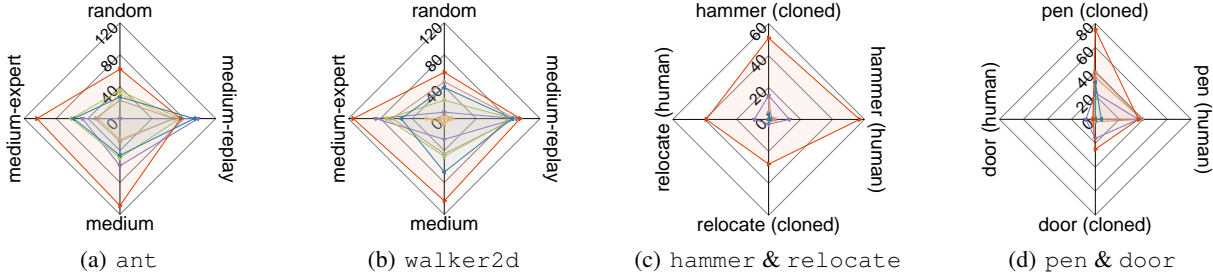 random
120
80
40
0
medium-expert
medium-replay
medium
(a) ant
random
120
80
40
0
medium-expert
medium-replay
medium
(b) walker2d
hammer (cloned)
60
40
20
0
relocate (human)
hammer (human)
relocate (cloned)
(c) hammer & relocate
pen (cloned)
80
60
40
20
0
door (human)
pen (human)
door (cloned)
(d) pen & door